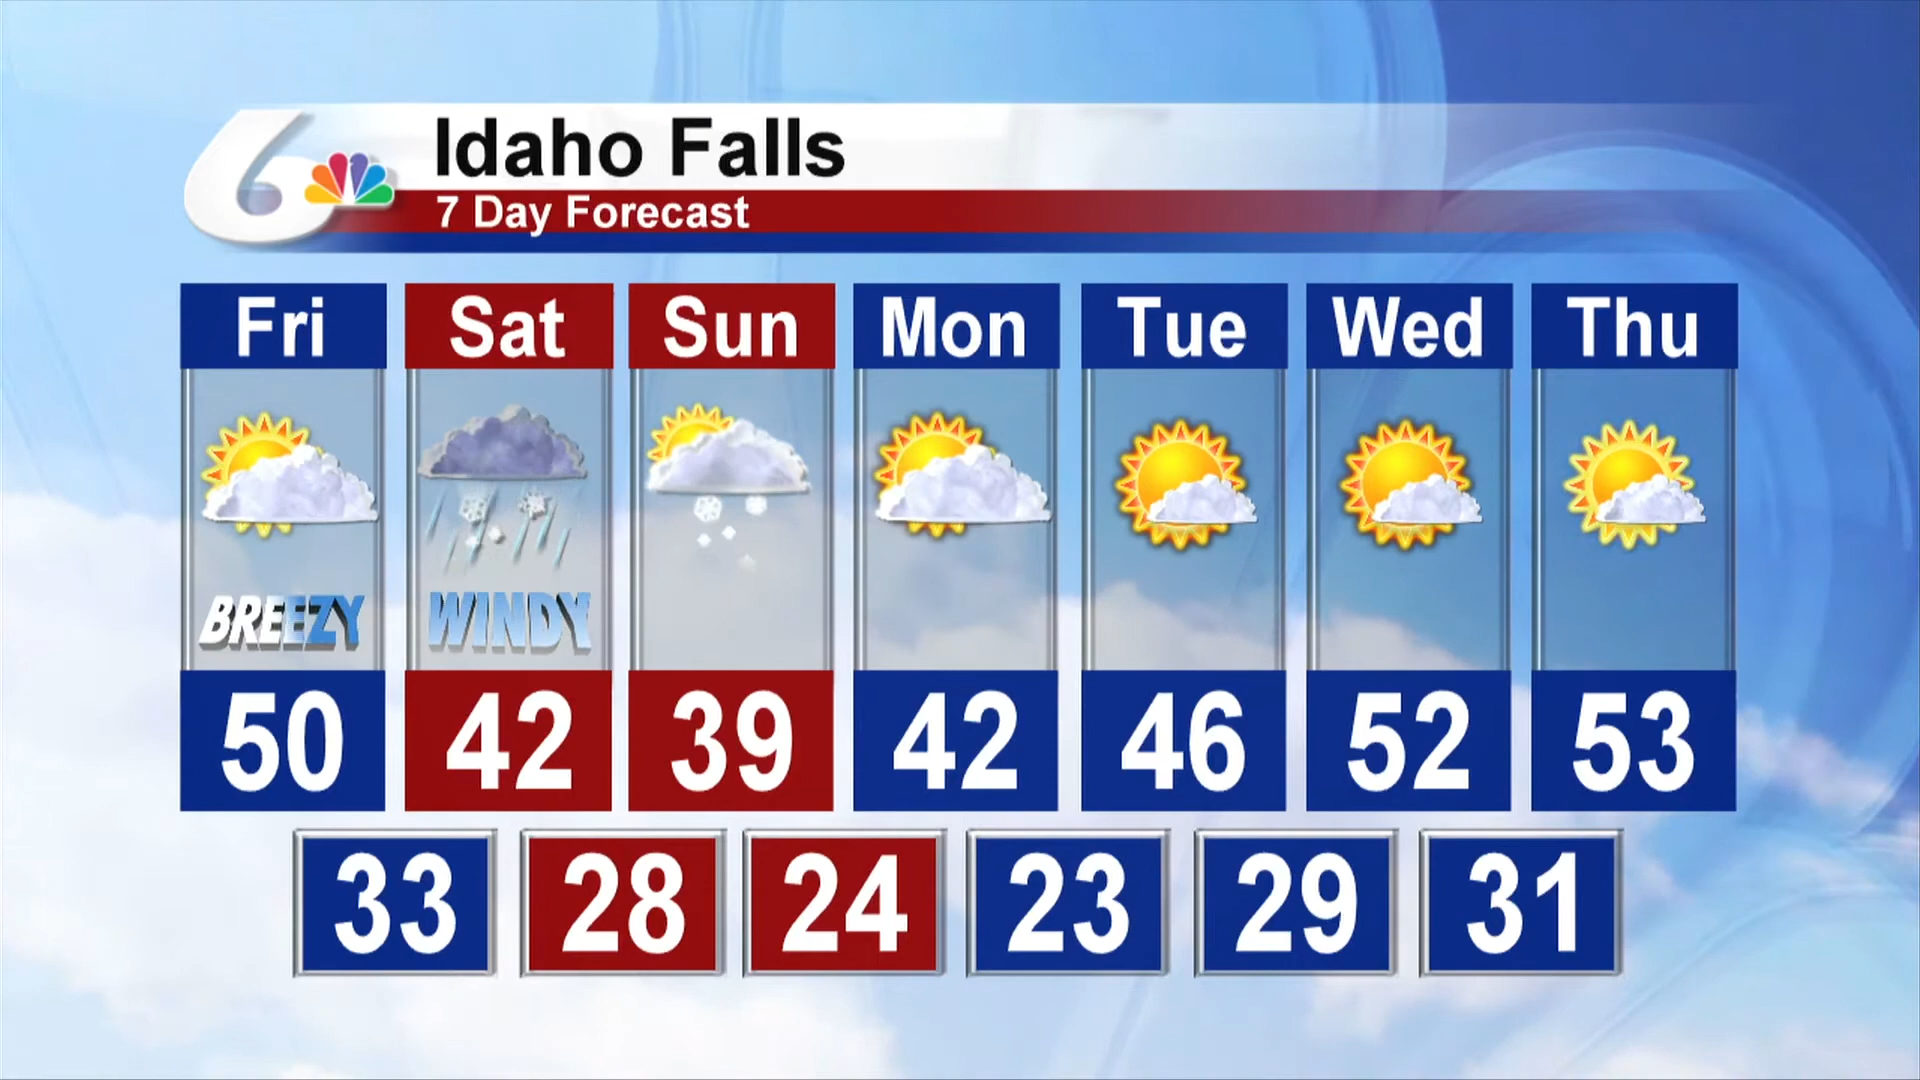 6
Idaho Falls
7 Day Forecast
Fri Sat Sun Mon Tue Wed Thu
BREEZY WINDY
50 42 39 42 46 52 53
33 28 24 23 29 31